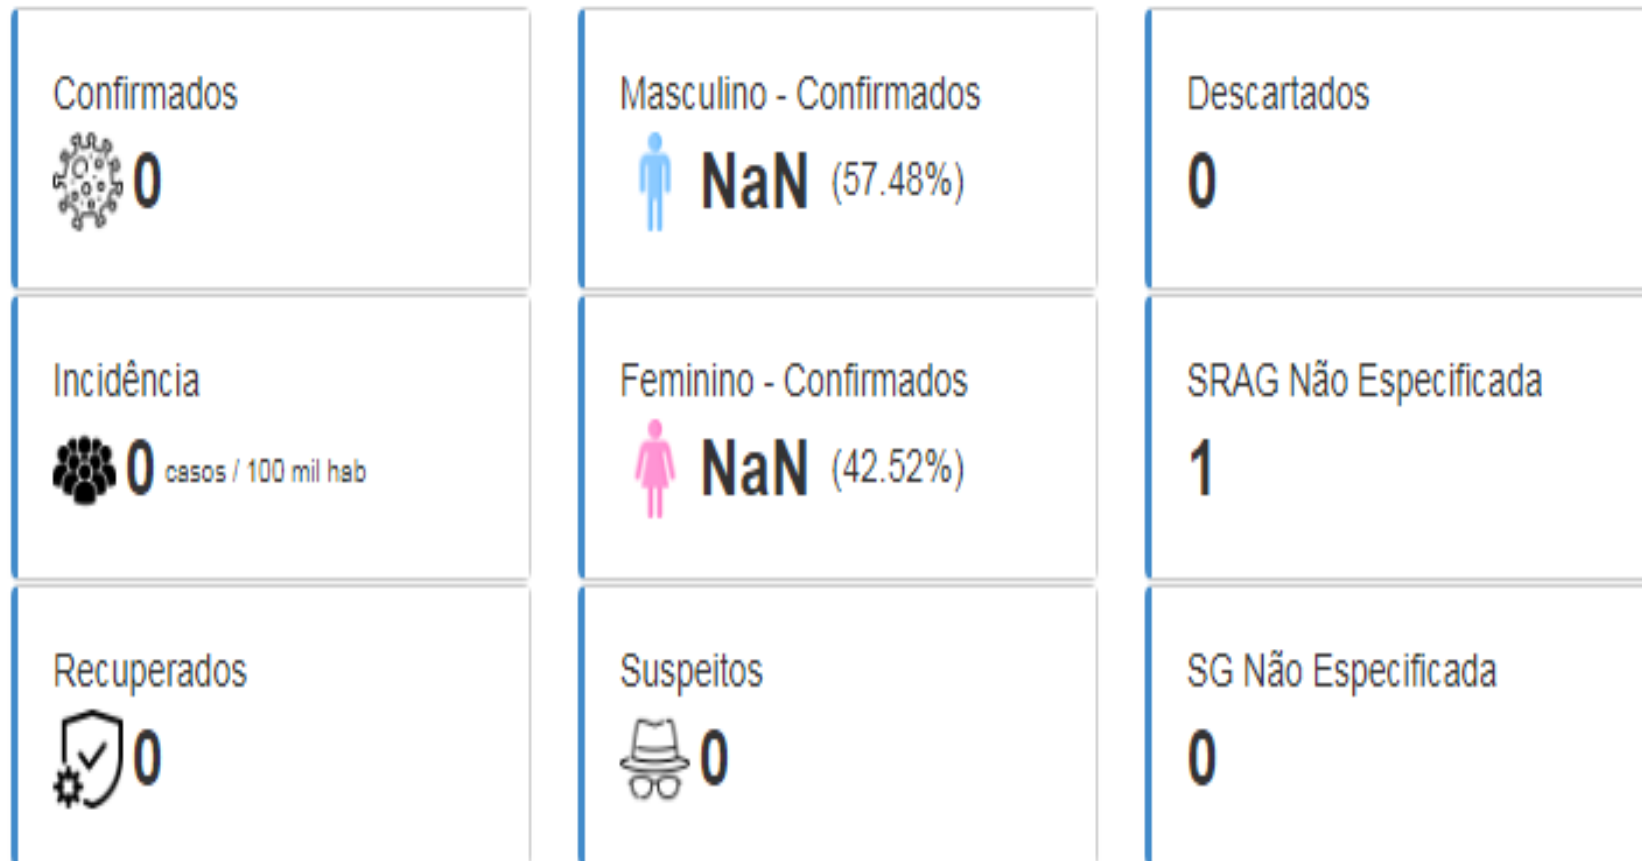 Confirmados
0
Masculino - Confirmados
NaN (57.48%)
Descartados
0
Incidência
0 casos / 100 mil hab
Feminino - Confirmados
NaN (42.52%)
SRAG Não Especificada
1
Recuperados
0
Suspeitos
0
SG Não Especificada
0